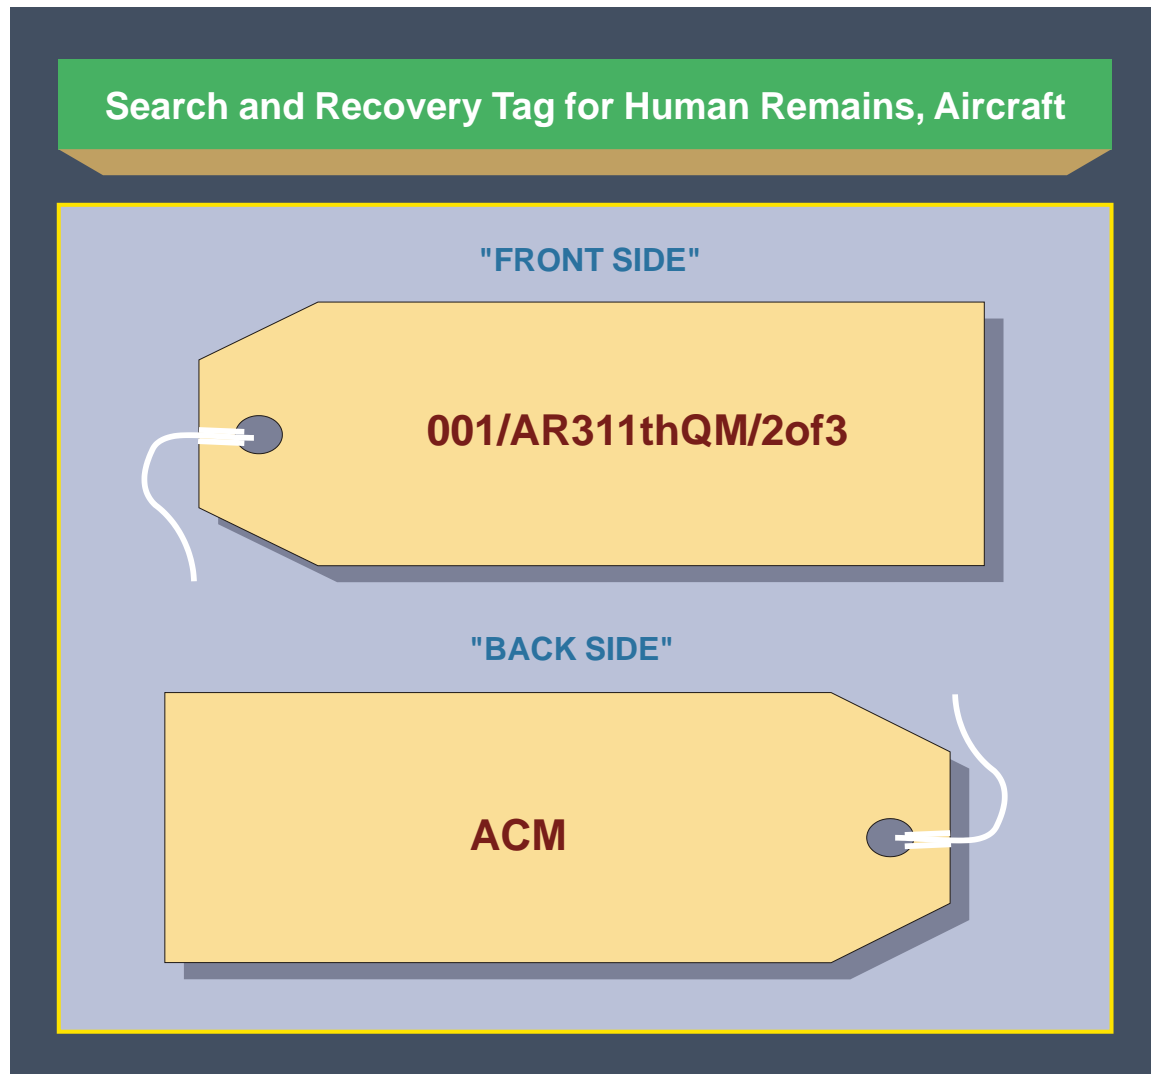 Search and Recovery Tag for Human Remains, Aircraft
"FRONT SIDE"
001/AR311thQM/2of3
"BACK SIDE"
ACM